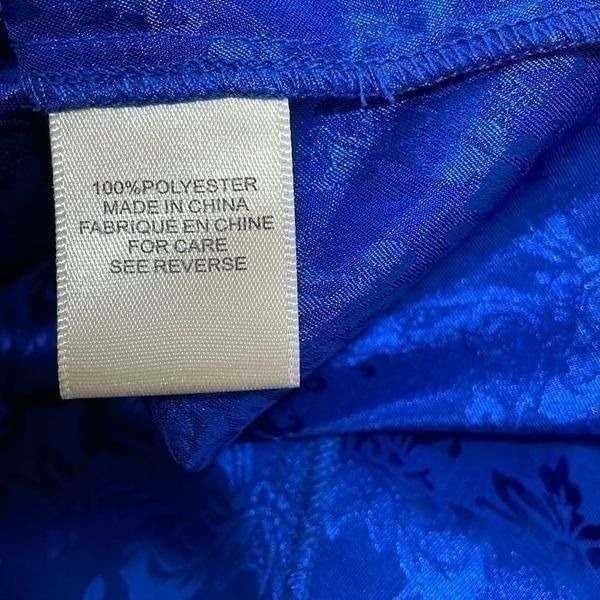 100%POLYESTER
MADE IN CHINA
FABRIQUE EN CHINE
FOR CARE
SEE REVERSE